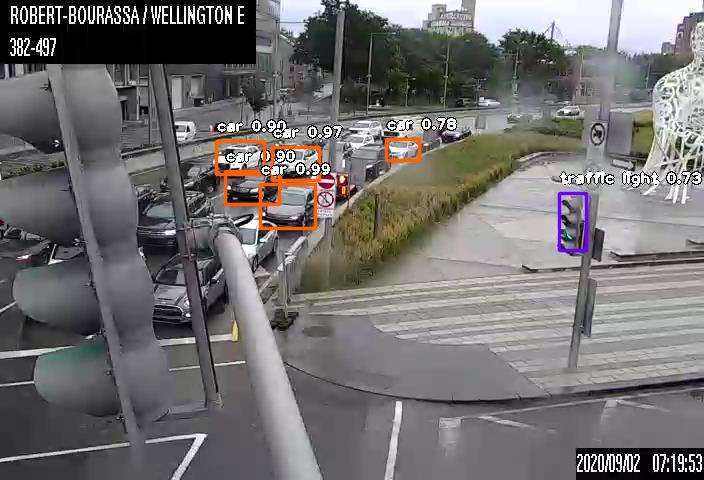 ROBERT-BOURASSA / WELLINGTON E
382-497
car 0.90
car 0.97
car 0.78
car 0.90
car 0.99
traffic light 0.73
2020/09/02 07:19:53